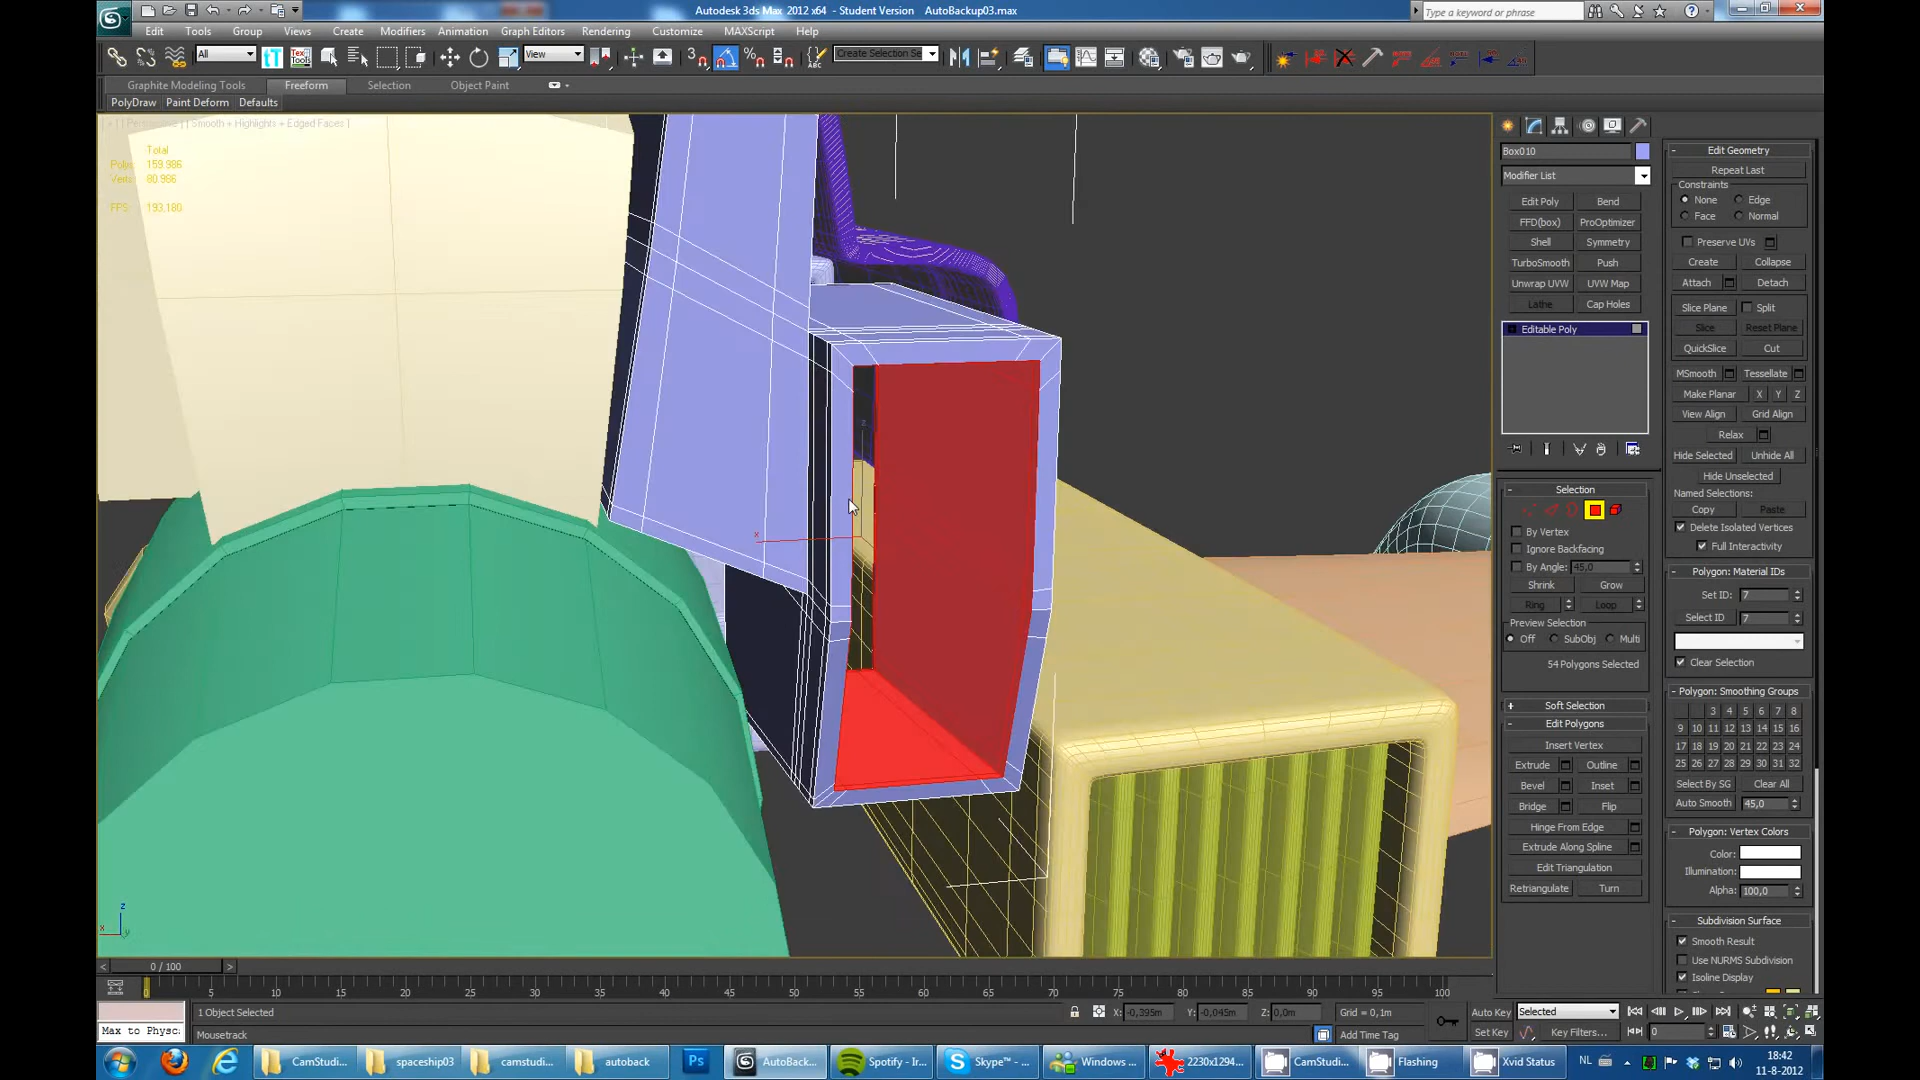 Autodesk 3ds Max 2012 x64 - Student Version    AutoBackup03.max
Type a keyword or phrase
Edit Tools Group Views Create Modifiers Animation Graph Editors Rendering Customize MAXScript Help
All View Create Selection Se
Graphite Modeling Tools Freeform Selection Object Paint
PolyDraw Paint Deform Defaults
Smooth + Highlights + Edged Faces ]
Total
Polys: 159.986
Verts: 80.986
FPS: 193,180
Box010
Modifier List
Edit Poly Bend
FFD(box) ProOptimizer
Shell Symmetry
TurboSmooth Push
Unwrap UVW UVW Map
Lathe Cap Holes
Editable Poly
Selection
By Vertex
Ignore Backfacing
By Angle: 45,0
Shrink Grow
Ring Loop
Preview Selection
Off SubObj Multi
54 Polygons Selected
Soft Selection
Edit Polygons
Insert Vertex
Extrude Outline
Bevel Inset
Bridge Flip
Hinge From Edge
Extrude Along Spline
Edit Triangulation
Retriangulate Turn
Edit Geometry
Repeat Last
Constraints
None Edge
Face Normal
Preserve UVs
Create Collapse
Attach Detach
Slice Plane Split
Slice Reset Plane
QuickSlice Cut
MSmooth Tessellate
Make Planar X Y Z
View Align Grid Align
Relax
Hide Selected Unhide All
Hide Unselected
Named Selections:
Copy Paste
Delete Isolated Vertices
Full Interactivity
Polygon: Material IDs
Set ID: 7
Select ID 7
Clear Selection
Polygon: Smoothing Groups
3 4 5 6 7 8
9 10 11 12 13 14 15 16
17 18 19 20 21 22 23 24
25 26 27 28 29 30 31 32
Select By SG Clear All
Auto Smooth 45,0
Polygon: Vertex Colors
Color:
Illumination:
Alpha: 100,0
Subdivision Surface
Smooth Result
Use NURMS Subdivision
Isoline Display
z
x
z
x y
< 0 / 100 >
0 5 10 15 20 25 30 35 40 45 50 55 60 65 70 75 80 85 90 95 100
1 Object Selected X: -0,395m Y: -0,045m Z: 0,0m Grid = 0,1m Auto Key Selected
Max to Physc: Mousetrack Add Time Tag Set Key Key Filters... 0
CamStudi... spaceship03 camstudi... autoback Ps AutoBack... Spotify - Ir... Skype™ - ... Windows ... 2230x1294... CamStudi... Flashing Xvid Status NL 18:42
11-8-2012